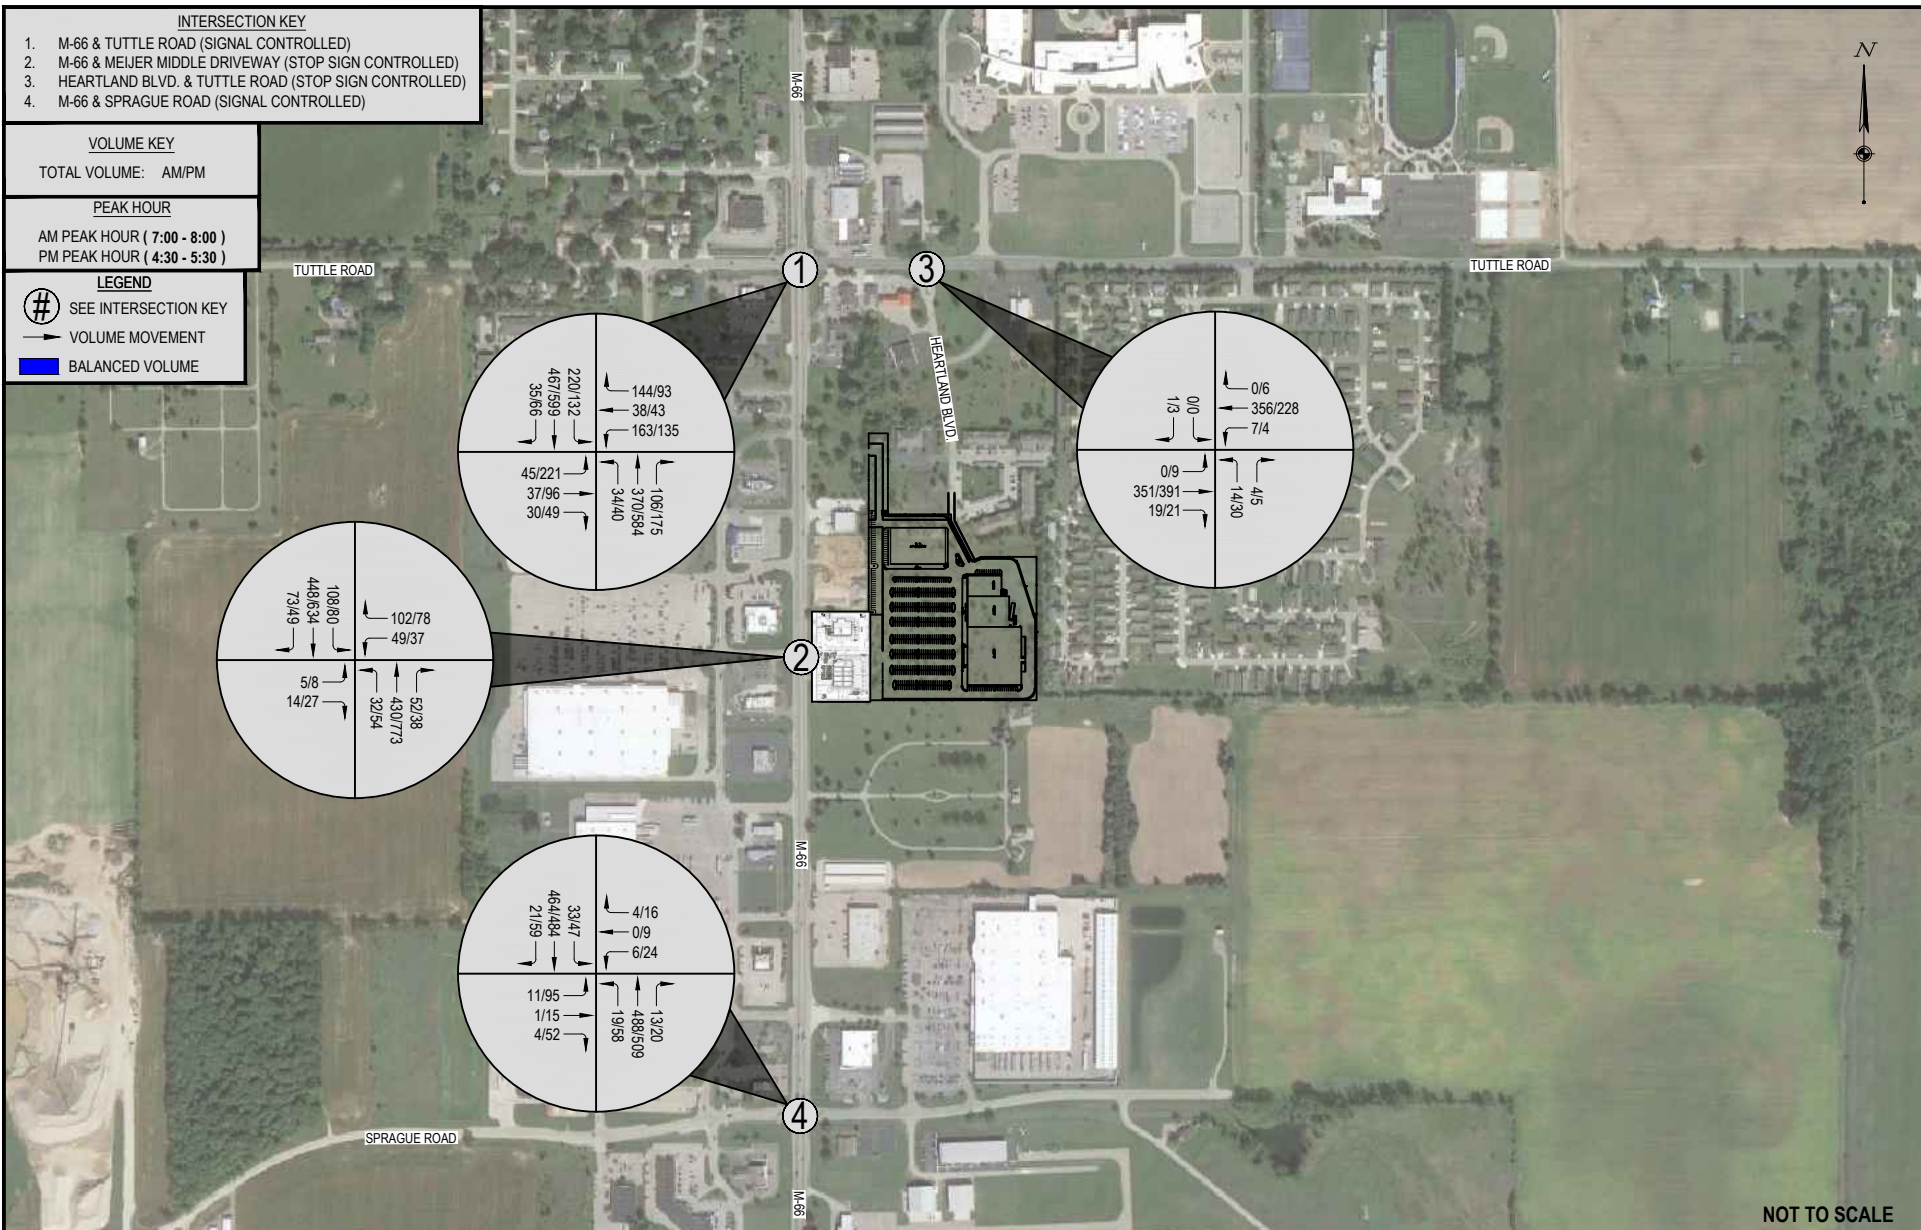 INTERSECTION KEY
1. M-66 & TUTTLE ROAD (SIGNAL CONTROLLED)
2. M-66 & MEIJER MIDDLE DRIVEWAY (STOP SIGN CONTROLLED)
3. HEARTLAND BLVD. & TUTTLE ROAD (STOP SIGN CONTROLLED)
4. M-66 & SPRAGUE ROAD (SIGNAL CONTROLLED)
VOLUME KEY
TOTAL VOLUME: AM/PM
PEAK HOUR
AM PEAK HOUR ( 7:00 - 8:00 )
PM PEAK HOUR ( 4:30 - 5:30 )
LEGEND
# SEE INTERSECTION KEY
VOLUME MOVEMENT
BALANCED VOLUME
N
M-66
TUTTLE ROAD
1
3
TUTTLE ROAD
HEARTLAND BLVD.
35/66
467/599
220/132
144/93
38/43
163/135
45/221
37/96
30/49
34/40
370/584
106/175
1/3
0/0
0/6
356/228
7/4
0/9
351/391
19/21
14/30
4/5
2
73/49
448/634
108/80
102/78
49/37
5/8
14/27
32/54
430/773
52/38
M-66
21/59
464/484
33/47
4/16
0/9
6/24
11/95
1/15
4/52
19/58
488/509
13/20
4
SPRAGUE ROAD
M-66
NOT TO SCALE